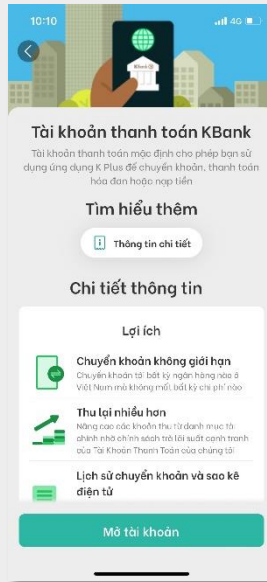 10:10
4G
KBank
Tài khoản thanh toán KBank
Tài khoản thanh toán mặc định cho phép bạn sử
dụng ứng dụng K Plus để chuyển khoản, thanh toán
hóa đơn hoặc nạp tiền
Tìm hiểu thêm
Thông tin chi tiết
Chi tiết thông tin
Lợi ích
Chuyển khoản không giới hạn
Chuyển khoản tới bất kỳ ngân hàng nào ở
Việt Nam mà không mất bất kỳ chi phí nào
Thu lại nhiều hơn
Nâng cao các khoản thu từ danh mục tài
chính nhờ chính sách trả lãi suất cạnh tranh
của Tài Khoản Thanh Toán của chúng tôi
Lịch sử chuyển khoản và sao kê
điện tử
Mở tài khoản